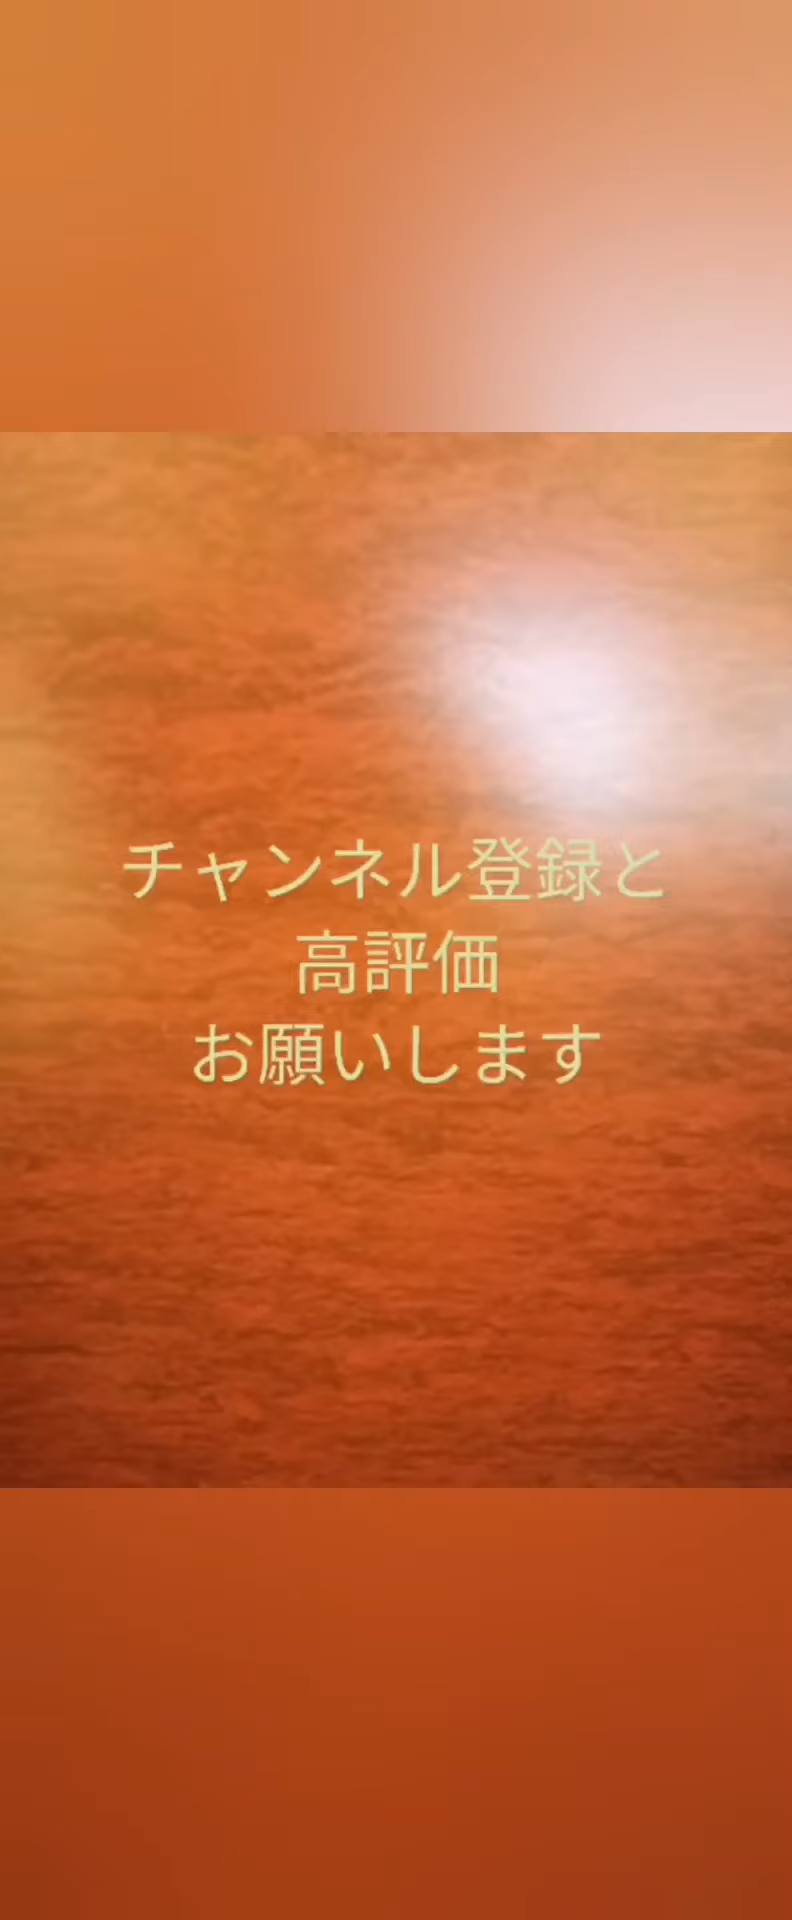 チャンネル登録と
高評価
お願いします